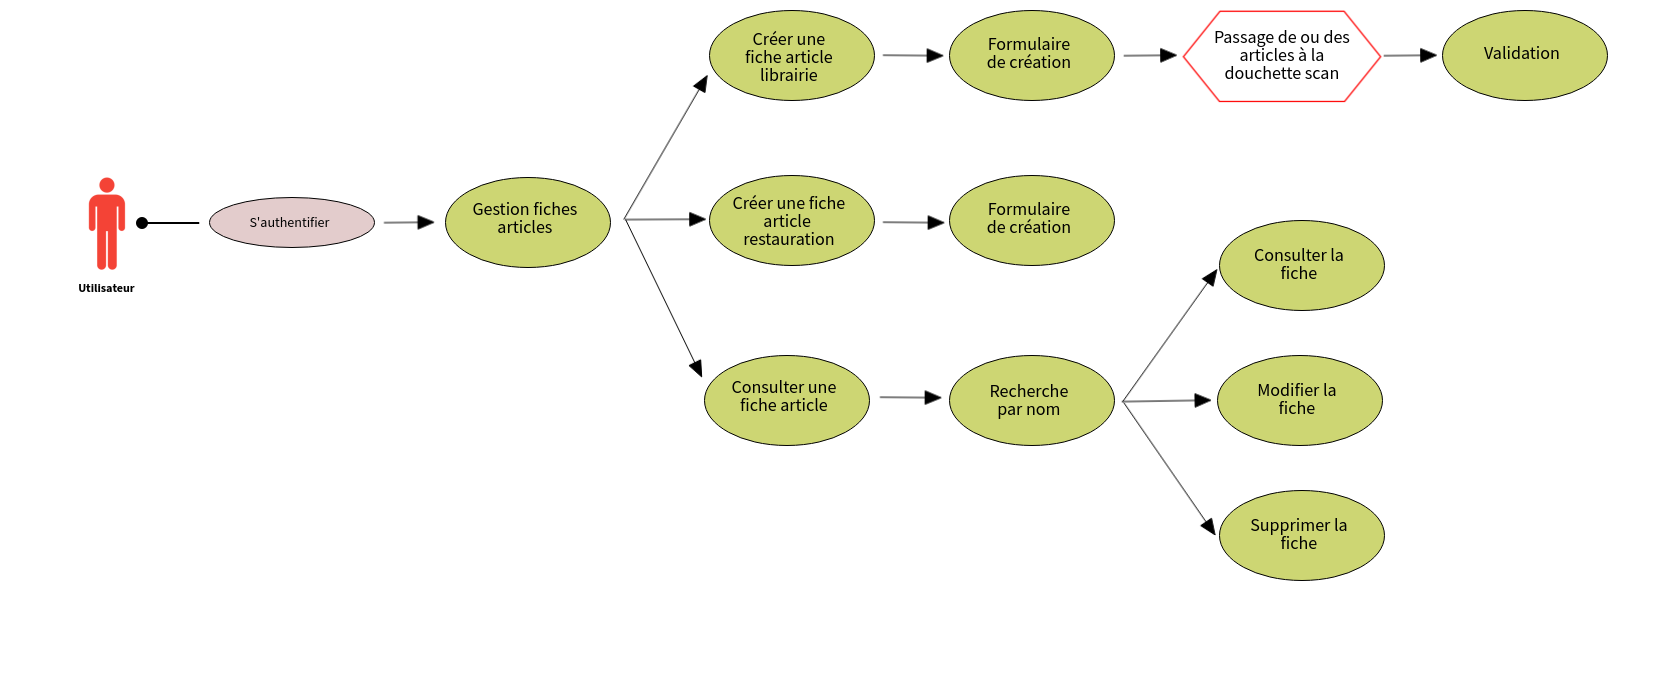 Créer une
fiche article
librairie
Formulaire
de création
Passage de ou des
articles à la
douchette scan
Validation
Utilisateur
S'authentifier
Gestion fiches
articles
Créer une fiche
article
restauration
Formulaire
de création
Consulter une
fiche article
Recherche
par nom
Consulter la
fiche
Modifier la
fiche
Supprimer la
fiche